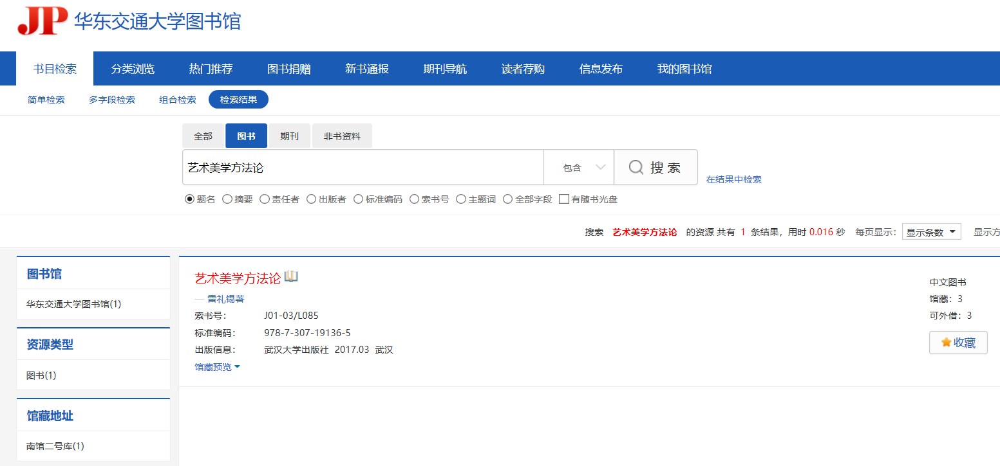 JP 华东交通大学图书馆
书目检索 分类浏览 热门推荐 图书捐赠 新书通报 期刊导航 读者荐购 信息发布 我的图书馆
简单检索 多字段检索 组合检索 检索结果
全部 图书 期刊 非书资料
艺术美学方法论 包含 搜 索
在结果中检索
题名 摘要 责任者 出版者 标准编码 索书号 主题词 全部字段 有随书光盘
搜索 艺术美学方法论 的资源 共有 1 条结果，用时 0.016 秒 每页显示： 显示条数 显示方
图书馆
华东交通大学图书馆(1)
资源类型
图书(1)
馆藏地址
南馆二号库(1)
艺术美学方法论
— 雷礼锡著
索书号： J01-03/L085
标准编码： 978-7-307-19136-5
出版信息： 武汉大学出版社 2017.03 武汉
馆藏预览
中文图书
馆藏：3
可外借：3
收藏